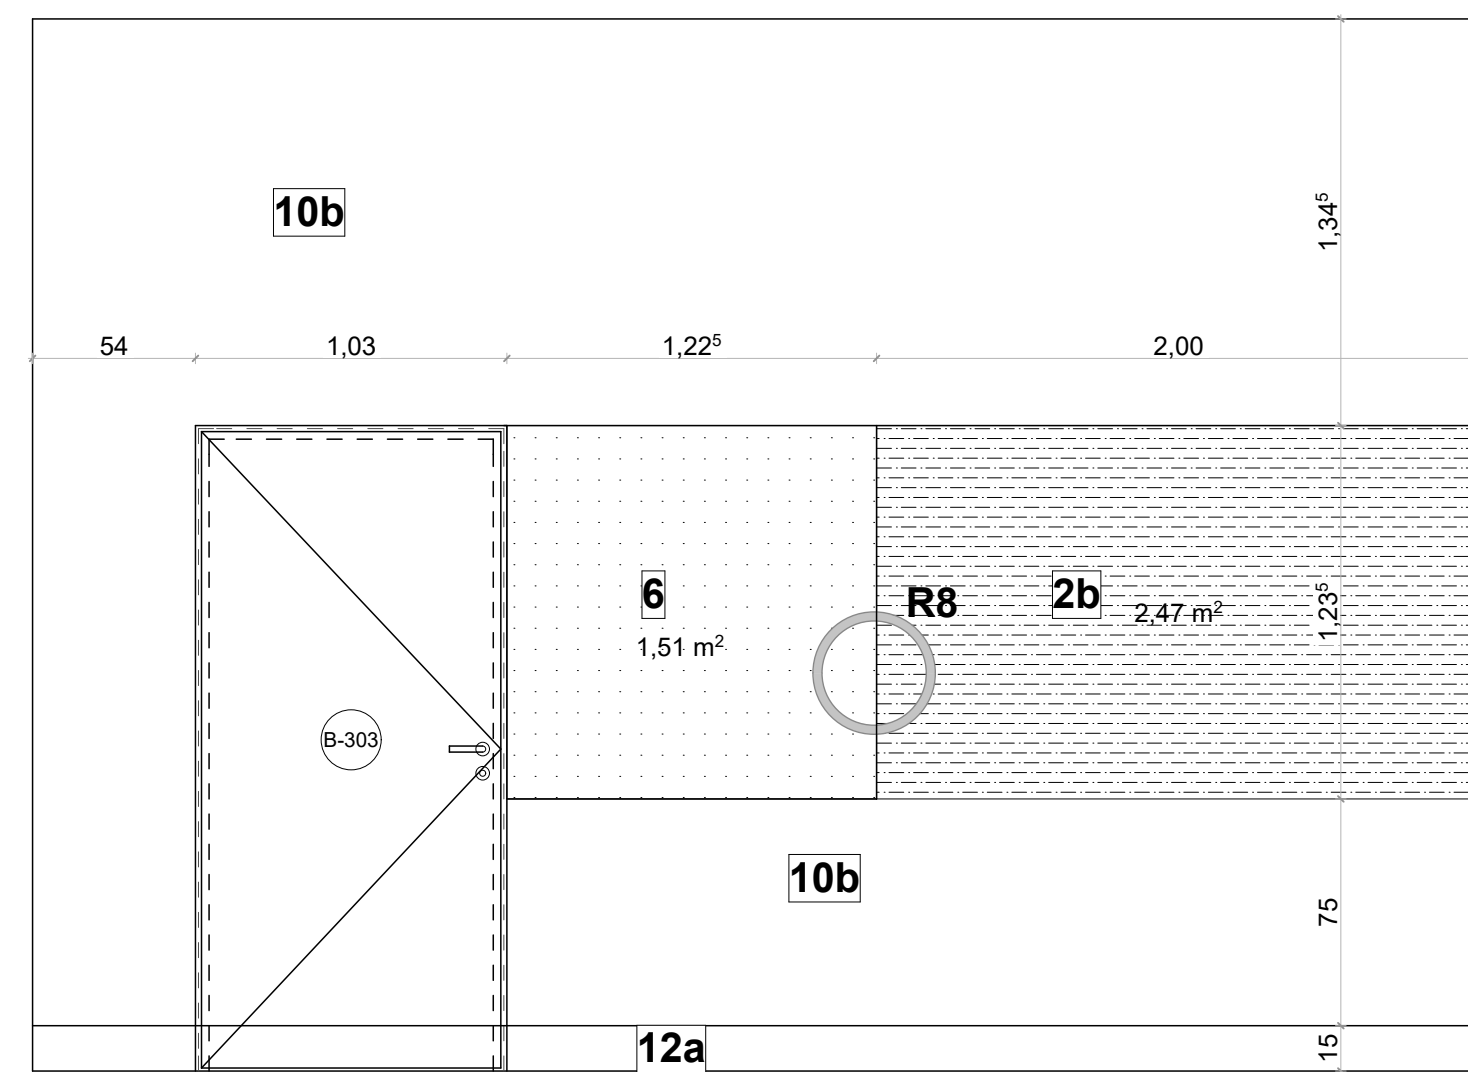 10b
1,34⁵
54
1,03
1,22⁵
2,00
6
1,51 m²
R8
2b
2,47 m²
1,23⁵
B-303
10b
75
12a
15